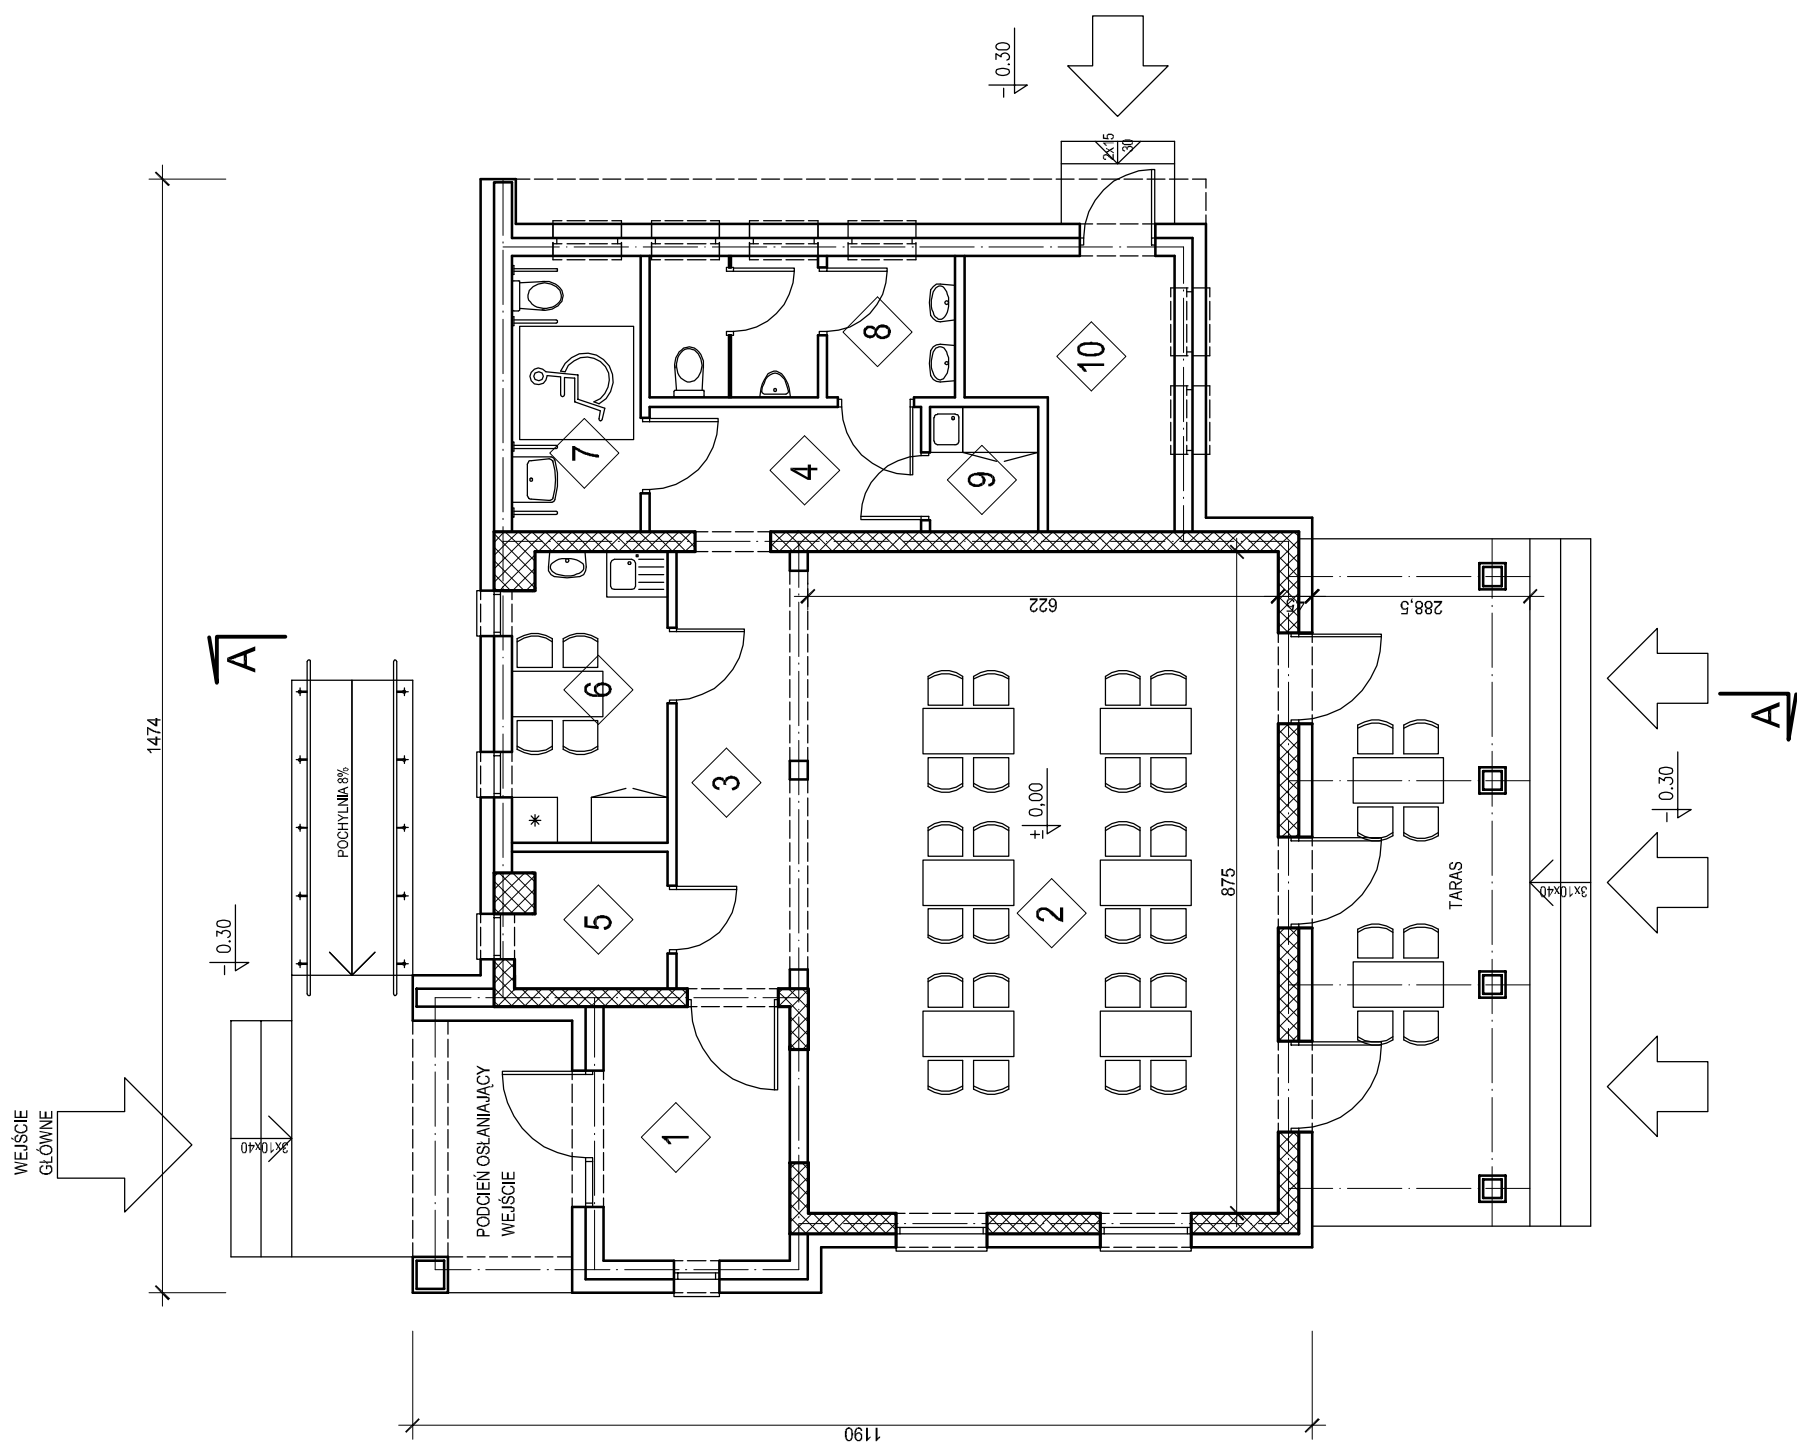 WEJŚCIE
GŁÓWNE
1474
A
POCHYLNIA 8%
- 0.30
3x10x40
PODCIEŃ OSŁANIAJĄCY
WEJŚCIE
1
2
3
4
5
6
7
8
9
10
± 0,00
622
875
288,5
TARAS
3x10x40
- 0.30
A
- 0.30
2x15
30
1190